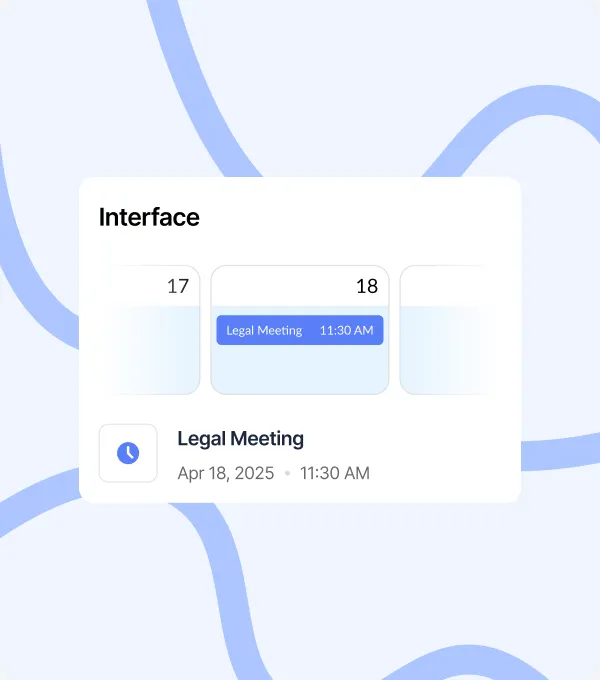 Interface
17
18
Legal Meeting 11:30 AM
Legal Meeting
Apr 18, 2025 • 11:30 AM